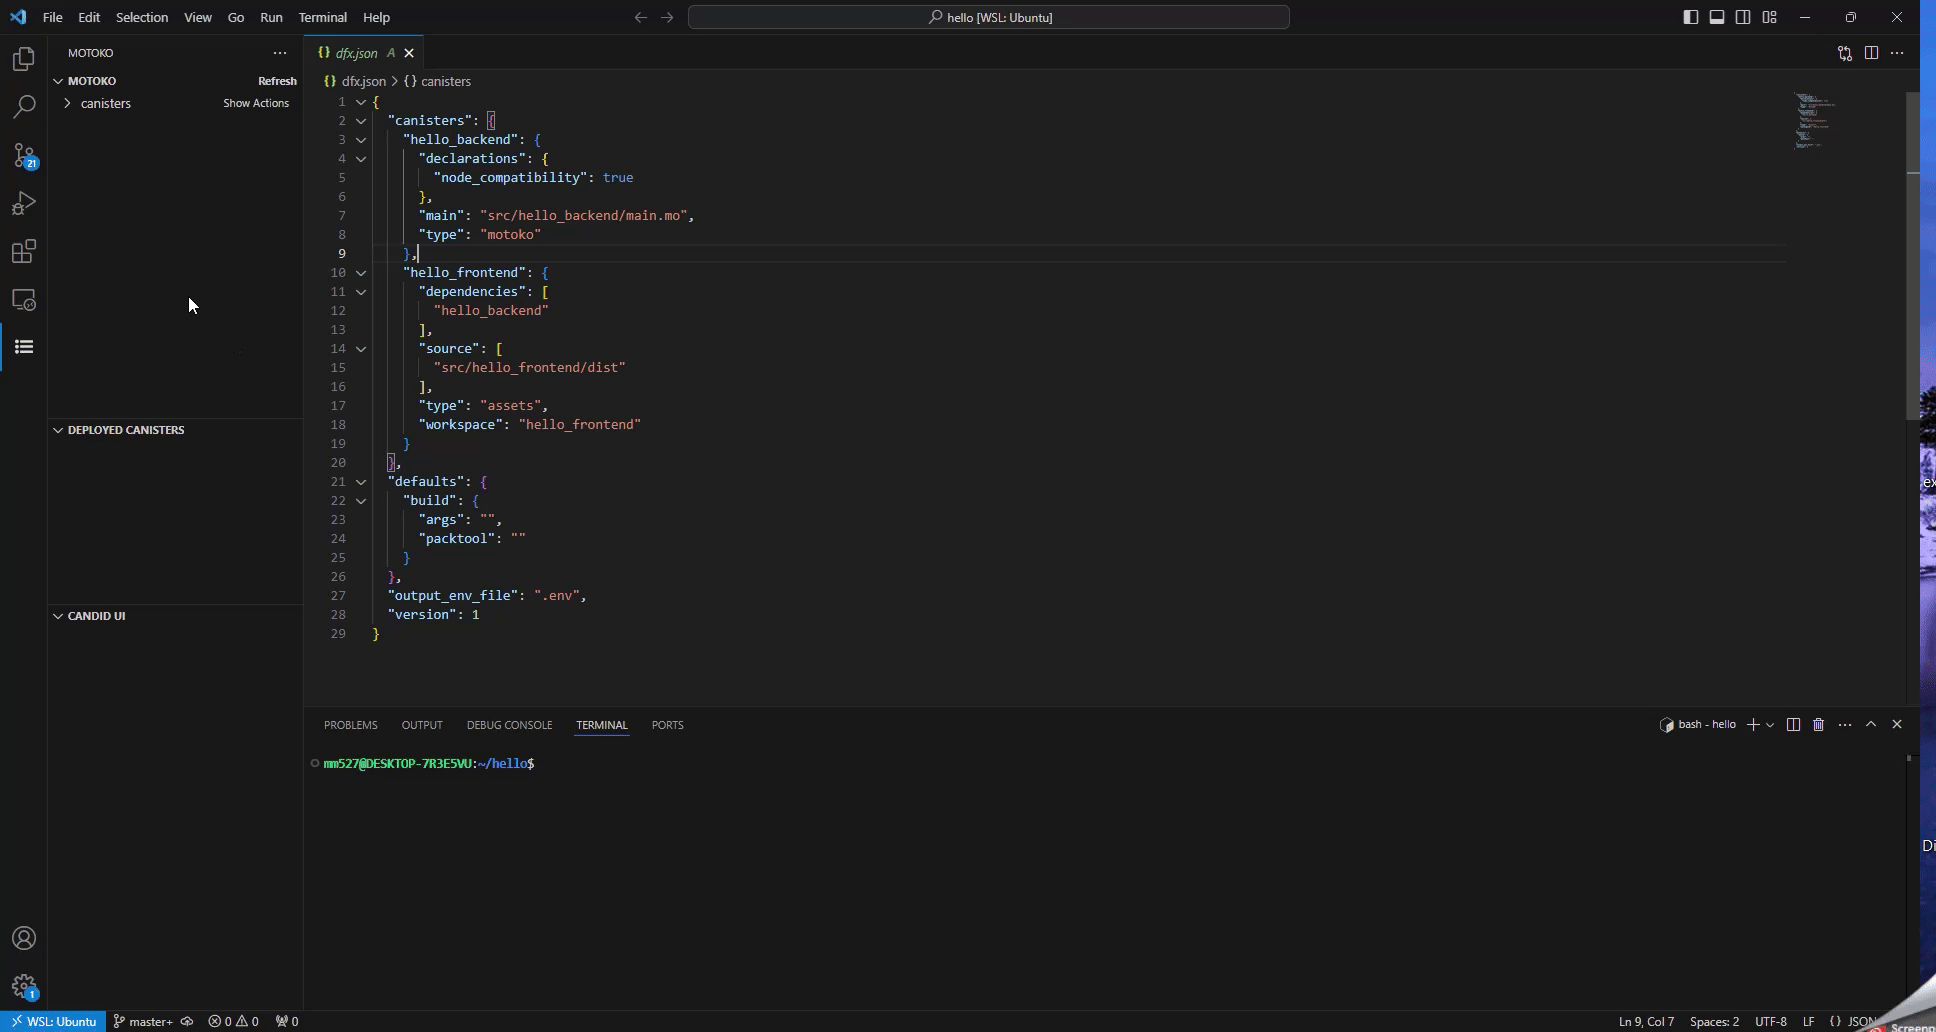 File Edit Selection View Go Run Terminal Help
hello [WSL: Ubuntu]
MOTOKO
MOTOKO Refresh
canisters Show Actions
21
DEPLOYED CANISTERS
CANDID UI
1
dfx.json A
dfx.json > {} canisters
1 {
2 "canisters": {
3 "hello_backend": {
4 "declarations": {
5 "node_compatibility": true
6 },
7 "main": "src/hello_backend/main.mo",
8 "type": "motoko"
9 },
10 "hello_frontend": {
11 "dependencies": [
12 "hello_backend"
13 ],
14 "source": [
15 "src/hello_frontend/dist"
16 ],
17 "type": "assets",
18 "workspace": "hello_frontend"
19 }
20 },
21 "defaults": {
22 "build": {
23 "args": "",
24 "packtool": ""
25 }
26 },
27 "output_env_file": ".env",
28 "version": 1
29 }
PROBLEMS OUTPUT DEBUG CONSOLE TERMINAL PORTS
bash - hello
mm527@DESKTOP-7R3E5VU:~/hello$
WSL: Ubuntu master+ 0 0 0
Ln 9, Col 7 Spaces: 2 UTF-8 LF {} JSON